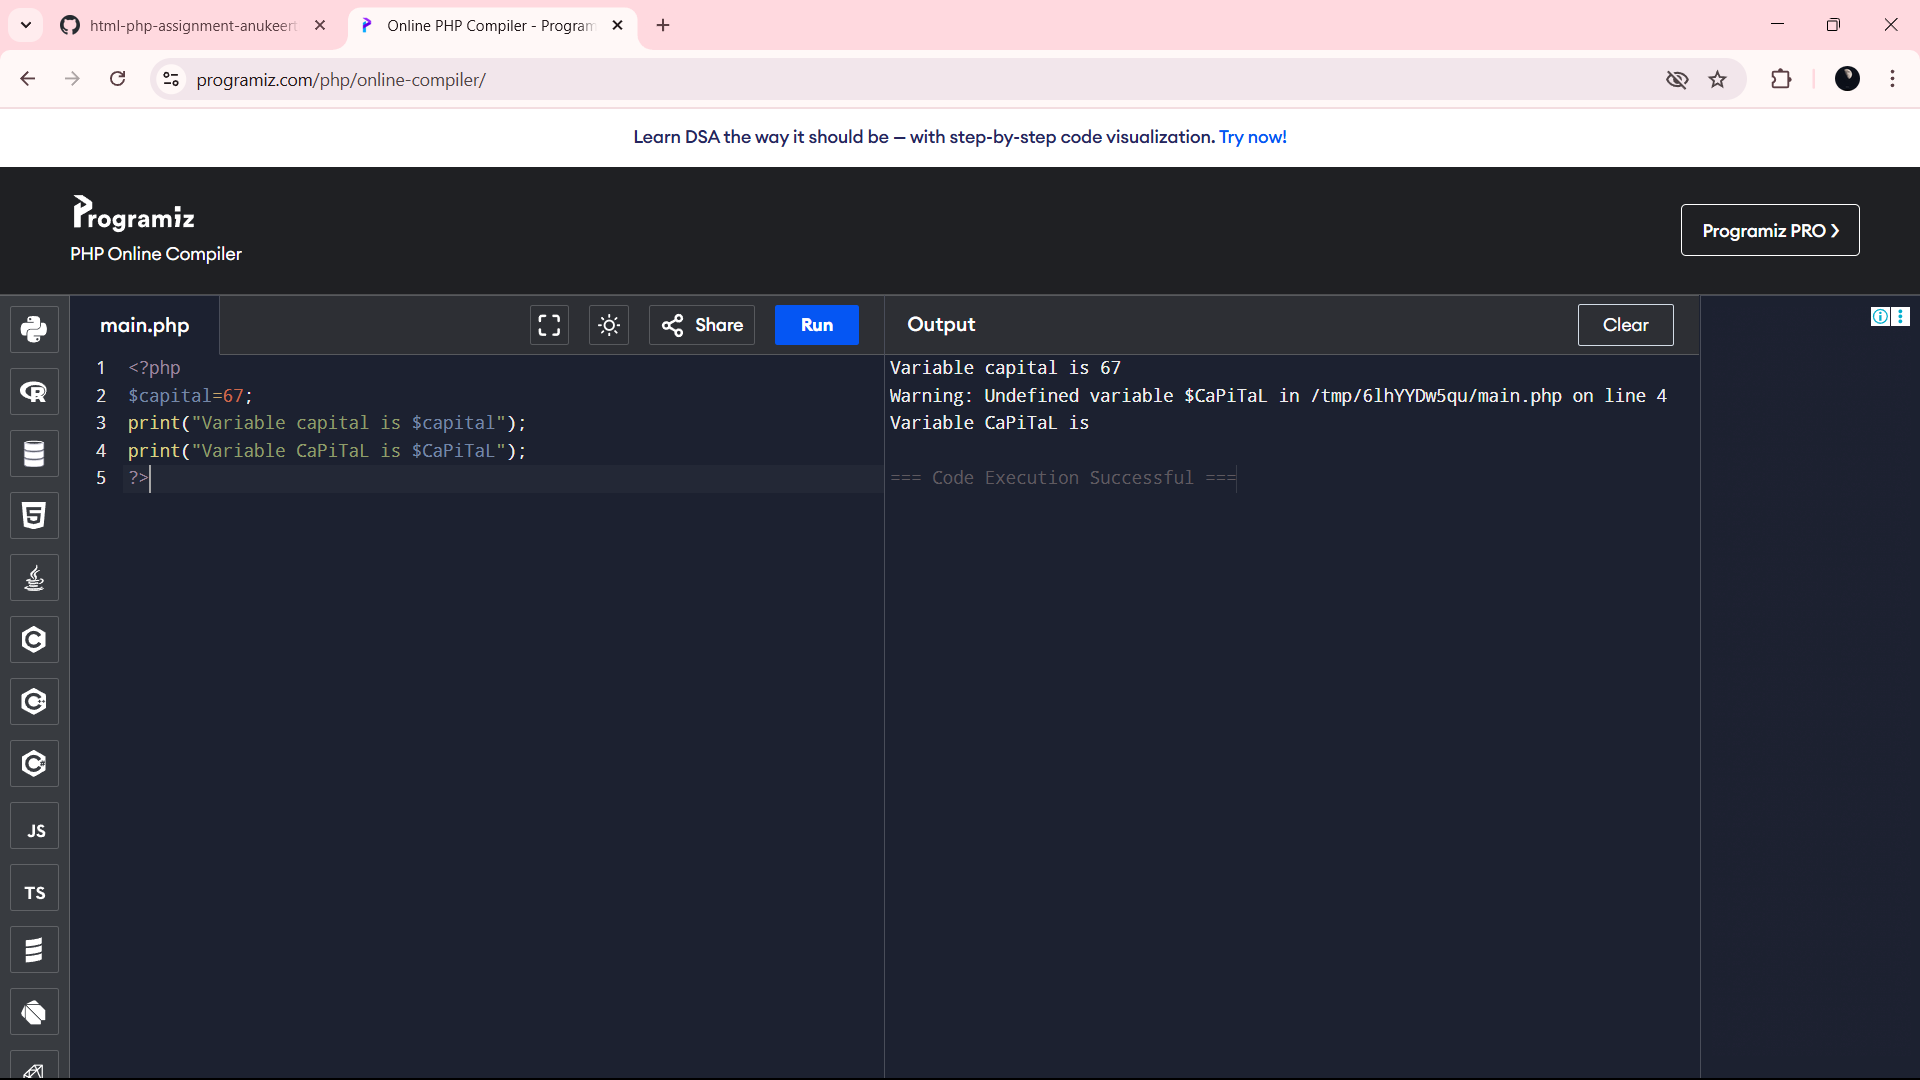 html-php-assignment-anukeert
Online PHP Compiler - Program
programiz.com/php/online-compiler/
Learn DSA the way it should be — with step-by-step code visualization. Try now!
Programiz
PHP Online Compiler
Programiz PRO ❯
main.php
Share
Run
Output
Clear
1 <?php
2 $capital=67;
3 print("Variable capital is $capital");
4 print("Variable CaPiTaL is $CaPiTaL");
5 ?>
Variable capital is 67
Warning: Undefined variable $CaPiTaL in /tmp/6lhYYDw5qu/main.php on line 4
Variable CaPiTaL is
=== Code Execution Successful ===
R
5
C
C
C
JS
TS